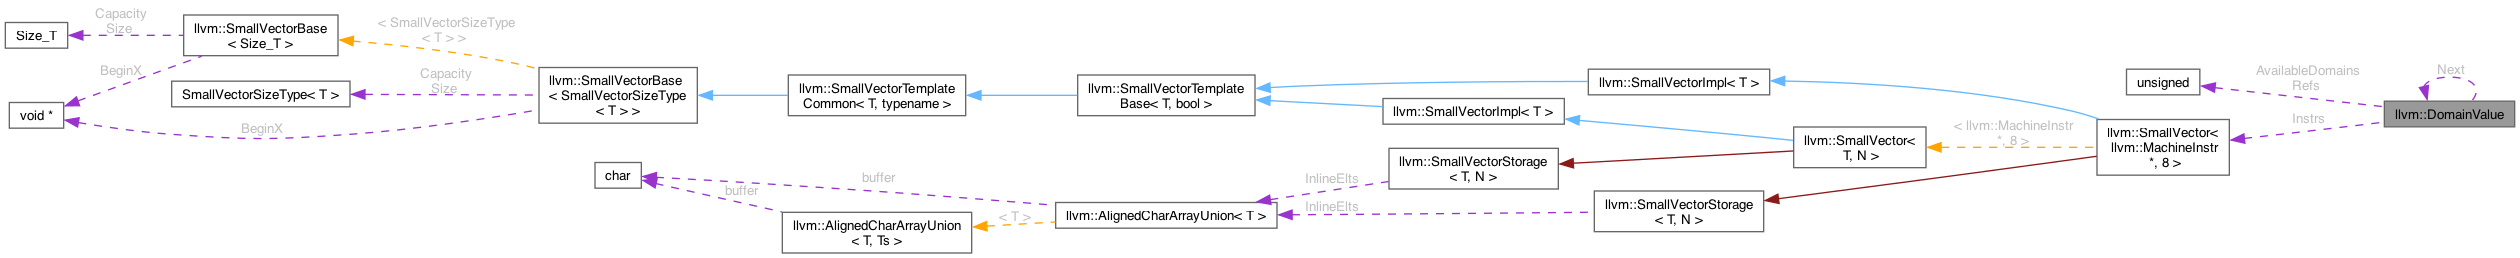 Size_T
Capacity
Size
llvm::SmallVectorBase
< Size_T >
< SmallVectorSizeType
< T > >
BeginX
void *
SmallVectorSizeType< T >
Capacity
Size
BeginX
llvm::SmallVectorBase
< SmallVectorSizeType
< T > >
llvm::SmallVectorTemplate
Common< T, typename >
llvm::SmallVectorTemplate
Base< T, bool >
llvm::SmallVectorImpl< T >
llvm::SmallVectorImpl< T >
char
buffer
buffer
llvm::AlignedCharArrayUnion
< T, Ts >
< T >
llvm::AlignedCharArrayUnion< T >
InlineElts
InlineElts
llvm::SmallVectorStorage
< T, N >
llvm::SmallVectorStorage
< T, N >
llvm::SmallVector<
T, N >
< llvm::MachineInstr
*, 8 >
llvm::SmallVector<
llvm::MachineInstr
*, 8 >
unsigned
AvailableDomains
Refs
Instrs
Next
llvm::DomainValue